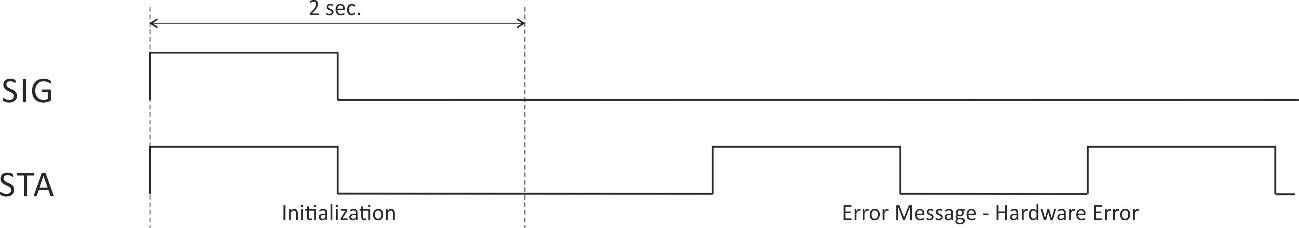 2 sec.
SIG
STA
Initialization
Error Message - Hardware Error